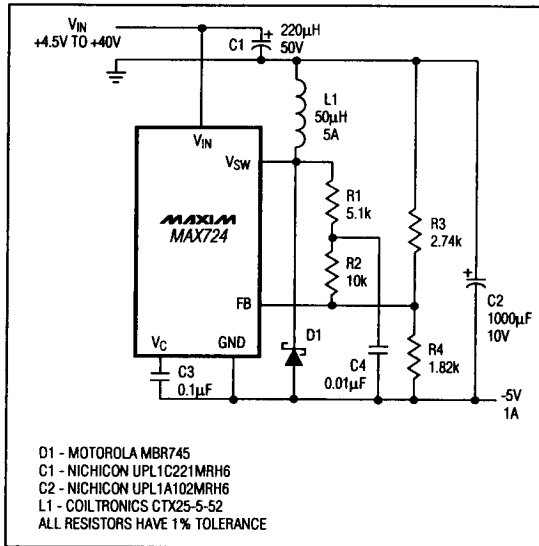 VIN
+4.5V TO +40V
C1
+
220µH
50V
L1
50µH
5A
VIN
VSW
R1
5.1k
MAXIM
MAX724
R3
2.74k
R2
10k
+
FB
C2
1000µF
10V
D1
VC
GND
R4
1.82k
C3
0.1µF
C4
0.01µF
-5V
1A
D1 - MOTOROLA MBR745
C1 - NICHICON UPL1C221MRH6
C2 - NICHICON UPL1A102MRH6
L1 - COILTRONICS CTX25-5-52
ALL RESISTORS HAVE 1% TOLERANCE